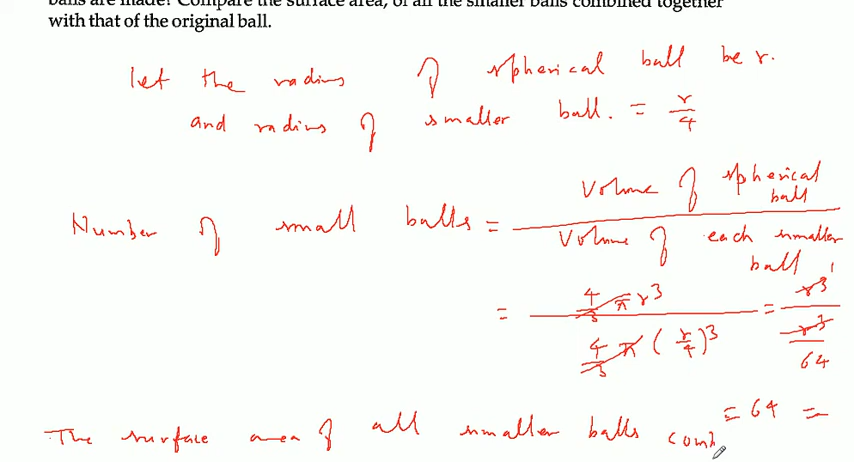 balls are made? Compare the surface area, of all the smaller balls combined together
with that of the original ball.
let the radius of spherical ball be r.
and radius of smaller ball. = r/4
Number of small balls = Volume of spherical ball / Volume of each smaller ball
= 4/3 π r³ / 4/3 π (r/4)³ = r³ / r³/64
= 64 =
The surface area of all smaller balls com